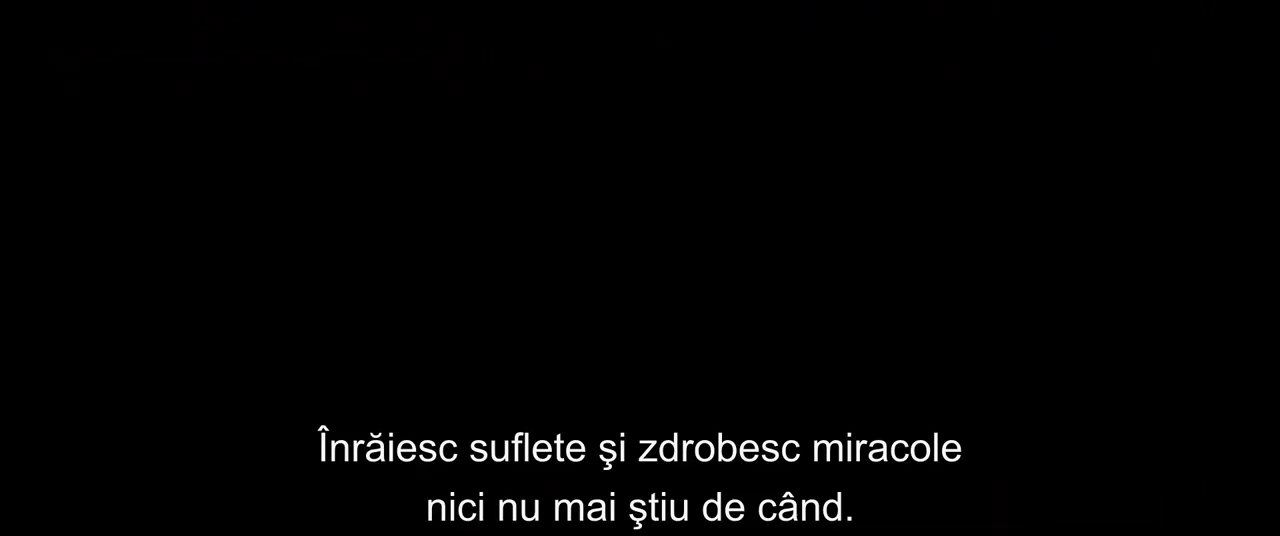 Înrăiesc suflete şi zdrobesc miracole
nici nu mai ştiu de când.